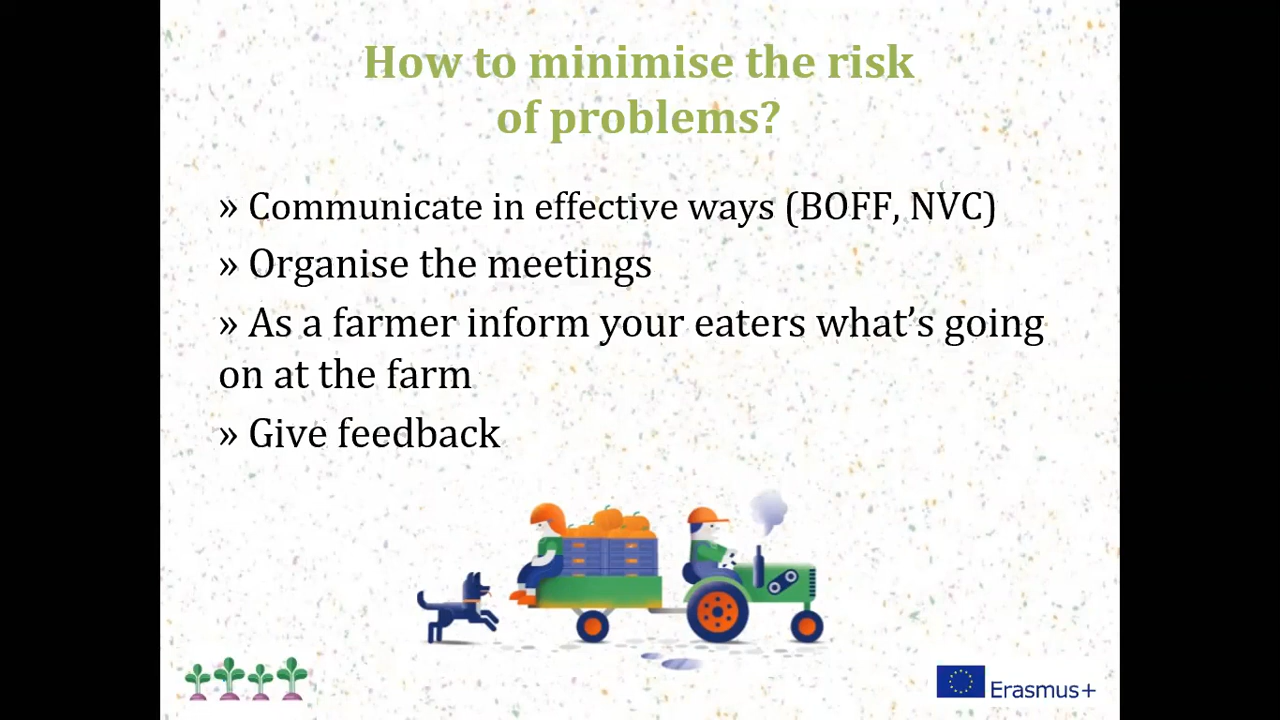 How to minimise the risk
of problems?
» Communicate in effective ways (BOFF, NVC)
» Organise the meetings
» As a farmer inform your eaters what’s going
on at the farm
» Give feedback
Erasmus+